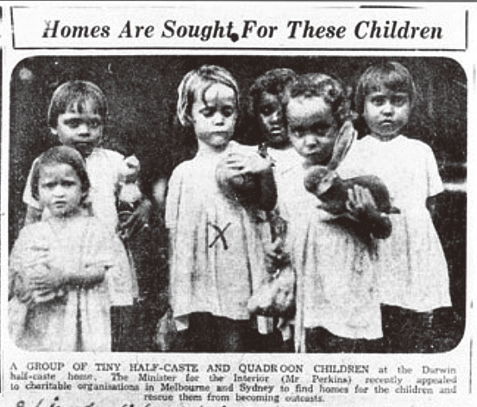 Homes Are Sought For These Children
X
A GROUP OF TINY HALF-CASTE AND QUADROON CHILDREN at the Darwin
half-caste home. The Minister for the Interior (Mr Perkins) recently appealed
to charitable organisations in Melbourne and Sydney to find homes for the children and
rescue them from becoming outcasts.